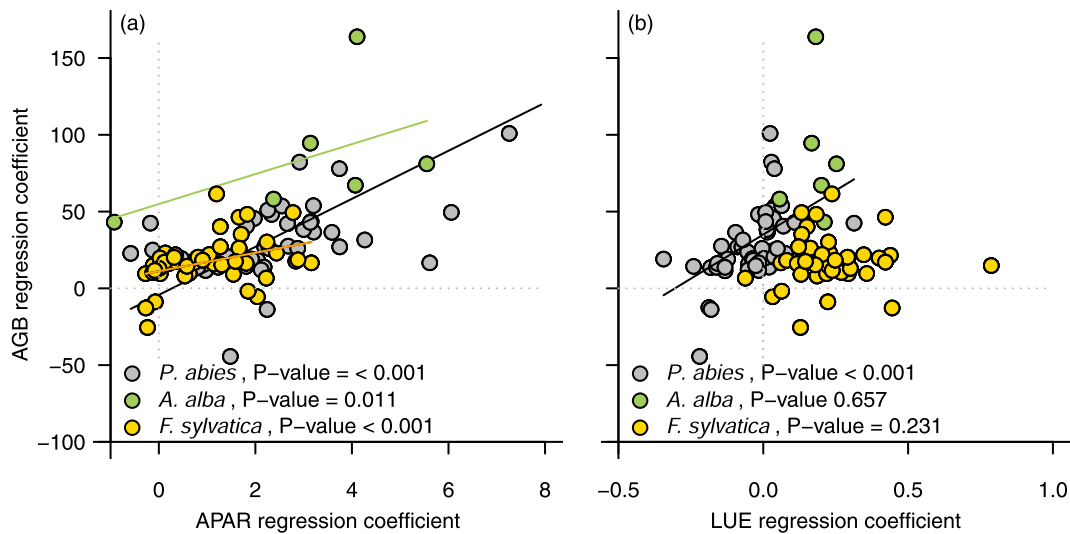 (a)
(b)
150
100
50
0
−50
−100
AGB regression coefficient
P. abies , P−value = < 0.001
A. alba , P−value = 0.011
F. sylvatica , P−value < 0.001
P. abies , P−value < 0.001
A. alba , P−value 0.657
F. sylvatica , P−value = 0.231
0 2 4 6 8
−0.5 0.0 0.5 1.0
APAR regression coefficient
LUE regression coefficient